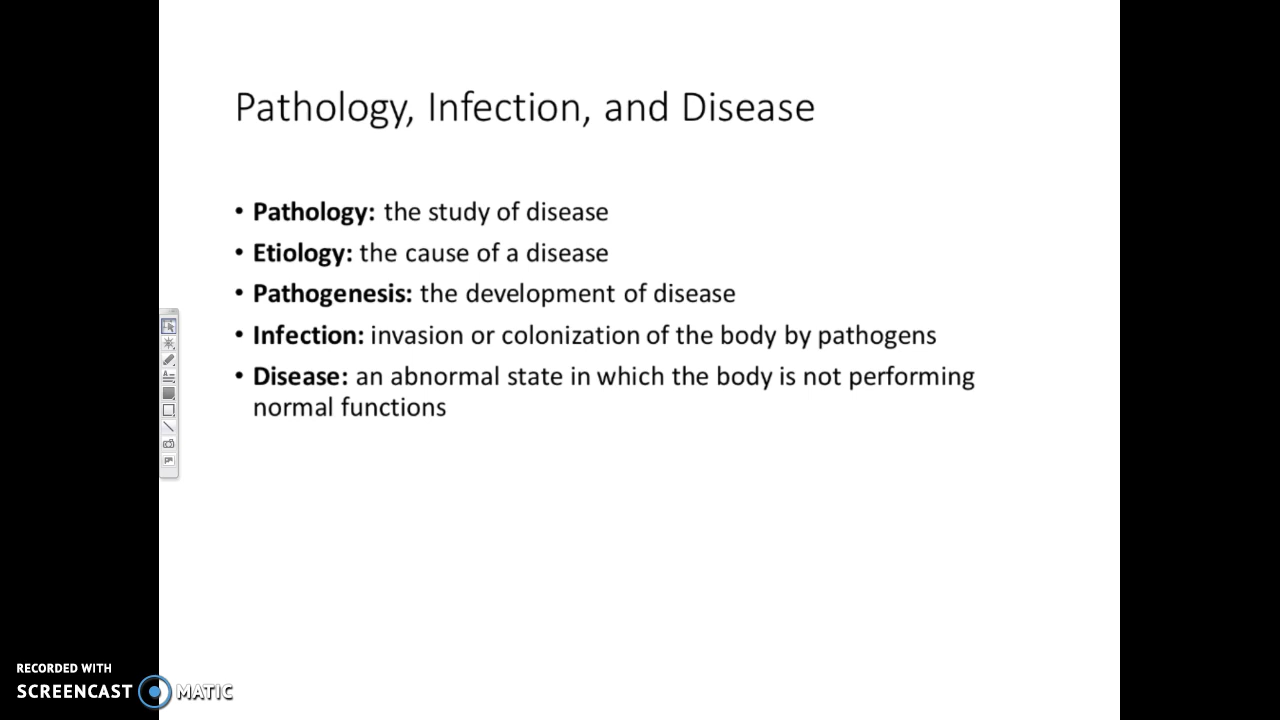 Pathology, Infection, and Disease
• Pathology: the study of disease
• Etiology: the cause of a disease
• Pathogenesis: the development of disease
• Infection: invasion or colonization of the body by pathogens
• Disease: an abnormal state in which the body is not performing
normal functions
RECORDED WITH
SCREENCAST MATIC